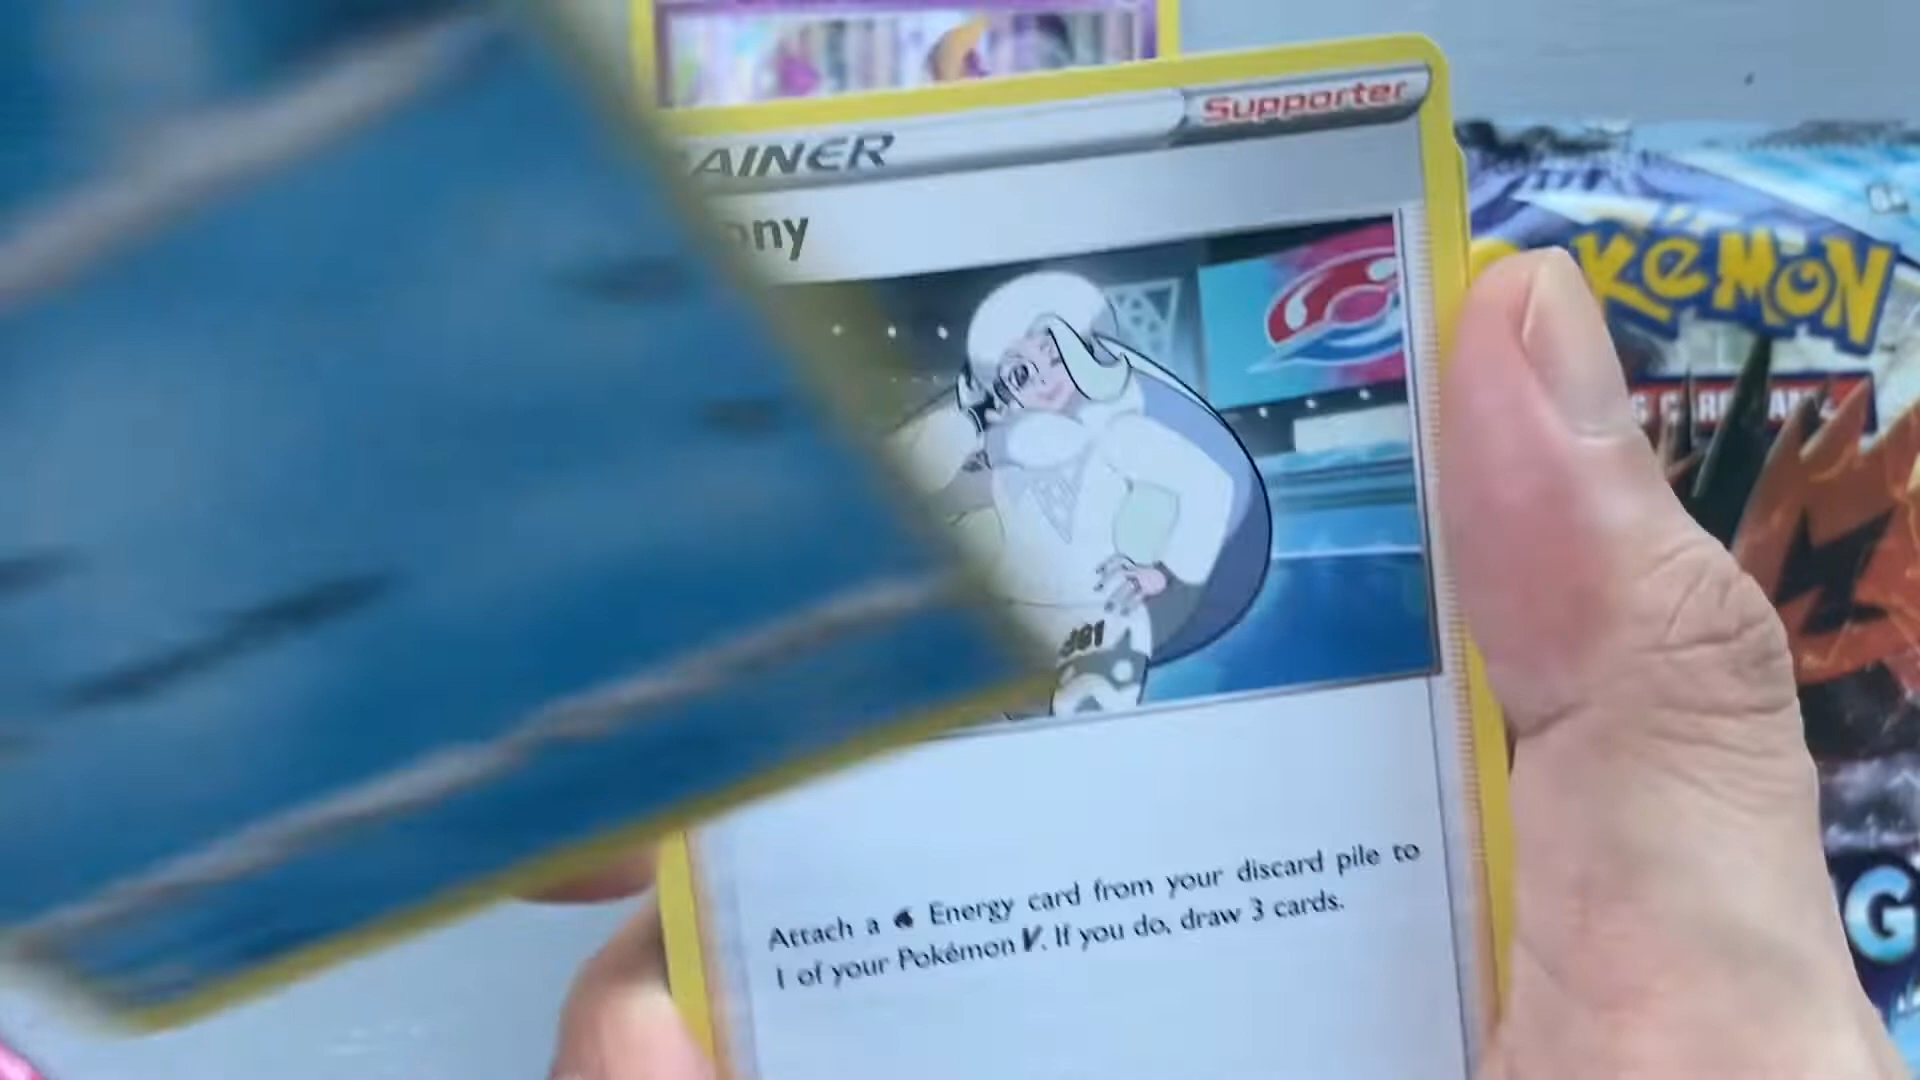 Supporter
AINER
ny
POKéMON
Attach a Energy card from your discard pile to
1 of your Pokémon V. If you do, draw 3 cards.
G